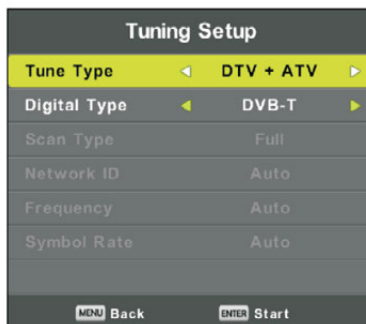 Tuning Setup
Tune Type DTV + ATV
Digital Type DVB-T
Scan Type Full
Network ID Auto
Frequency Auto
Symbol Rate Auto
MENU Back ENTER Start